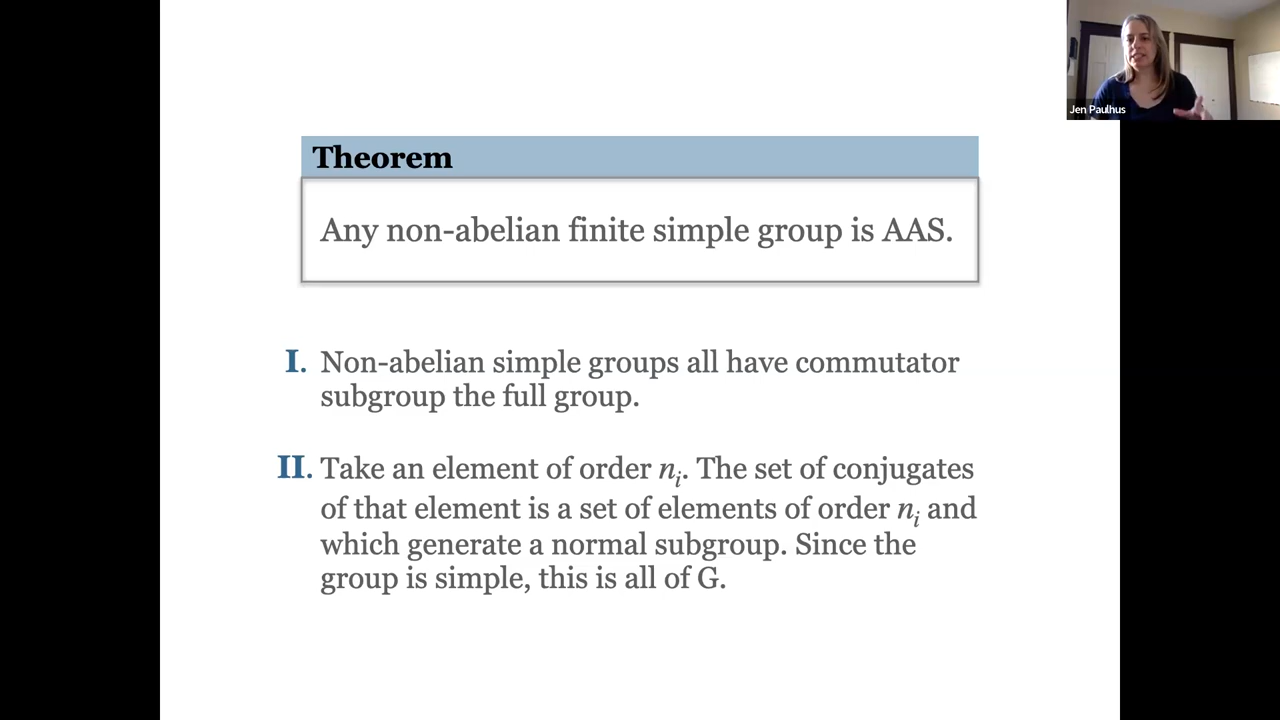 Jen Paulhus
Theorem
Any non-abelian finite simple group is AAS.
I. Non-abelian simple groups all have commutator
subgroup the full group.
II. Take an element of order nᵢ. The set of conjugates
of that element is a set of elements of order nᵢ and
which generate a normal subgroup. Since the
group is simple, this is all of G.